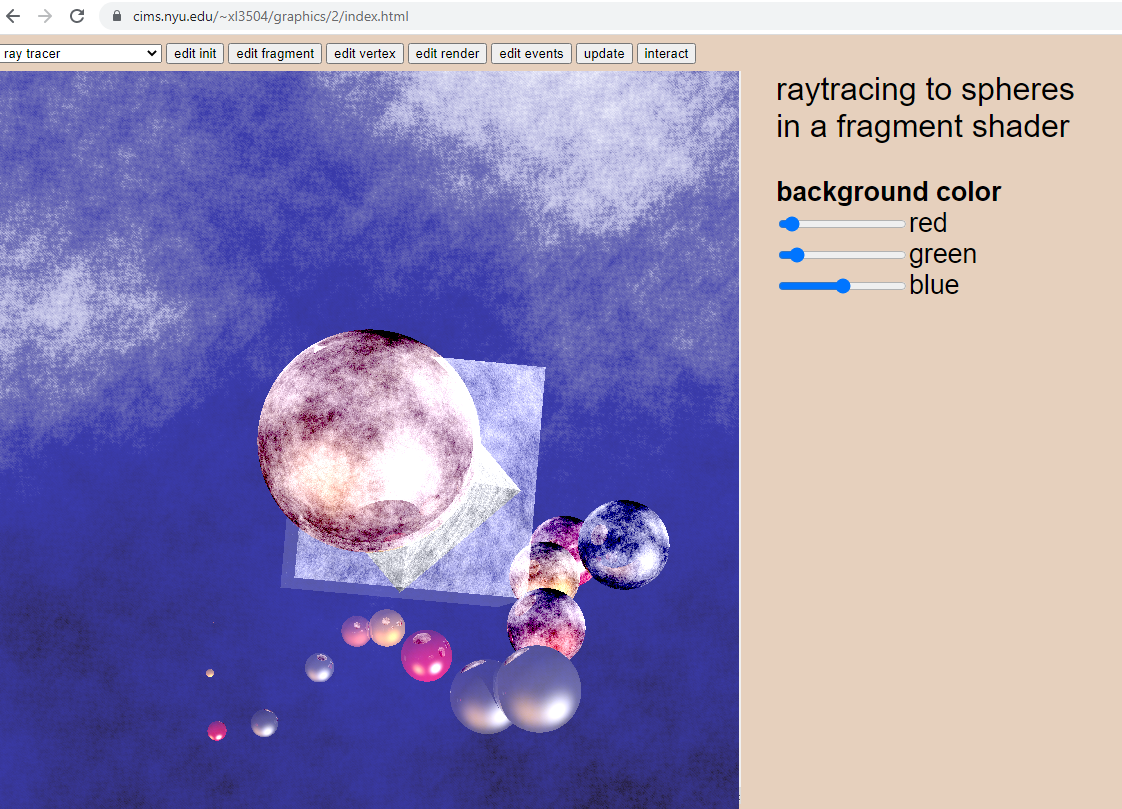 cims.nyu.edu/~xl3504/graphics/2/index.html
ray tracer edit init edit fragment edit vertex edit render edit events update interact
raytracing to spheres
in a fragment shader
background color
red
green
blue